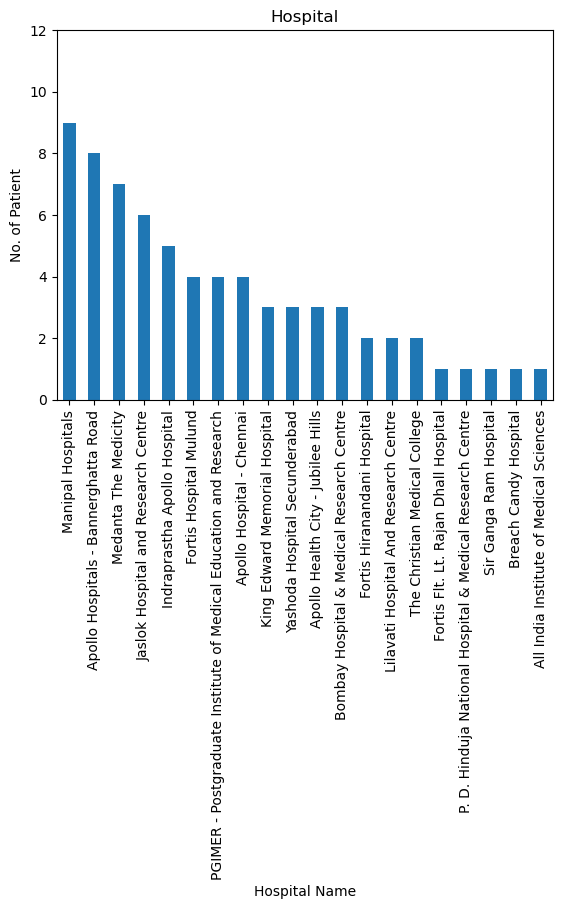 Hospital
No. of Patient
12
10
8
6
4
2
0
Manipal Hospitals
Apollo Hospitals - Bannerghatta Road
Medanta The Medicity
Jaslok Hospital and Research Centre
Indraprastha Apollo Hospital
Fortis Hospital Mulund
PGIMER - Postgraduate Institute of Medical Education and Research
Apollo Hospital - Chennai
King Edward Memorial Hospital
Yashoda Hospital Secunderabad
Apollo Health City - Jubilee Hills
Bombay Hospital & Medical Research Centre
Fortis Hiranandani Hospital
Lilavati Hospital And Research Centre
The Christian Medical College
Fortis Flt. Lt. Rajan Dhall Hospital
P. D. Hinduja National Hospital & Medical Research Centre
Sir Ganga Ram Hospital
Breach Candy Hospital
All India Institute of Medical Sciences
Hospital Name